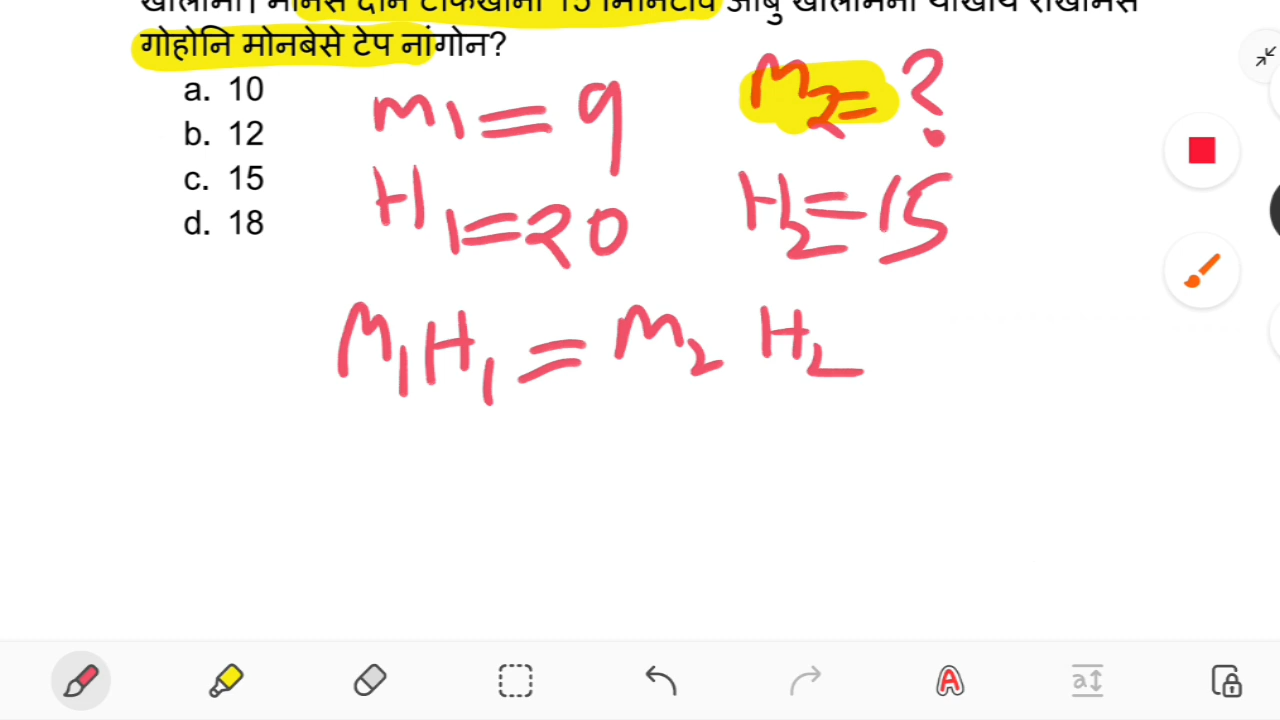 गोहोनि मोनबेसे टेप नांगोन?
a. 10
b. 12
c. 15
d. 18
m1 = 9
M2 = ?
H1 = 20
H2 = 15
M1H1 = M2 H2